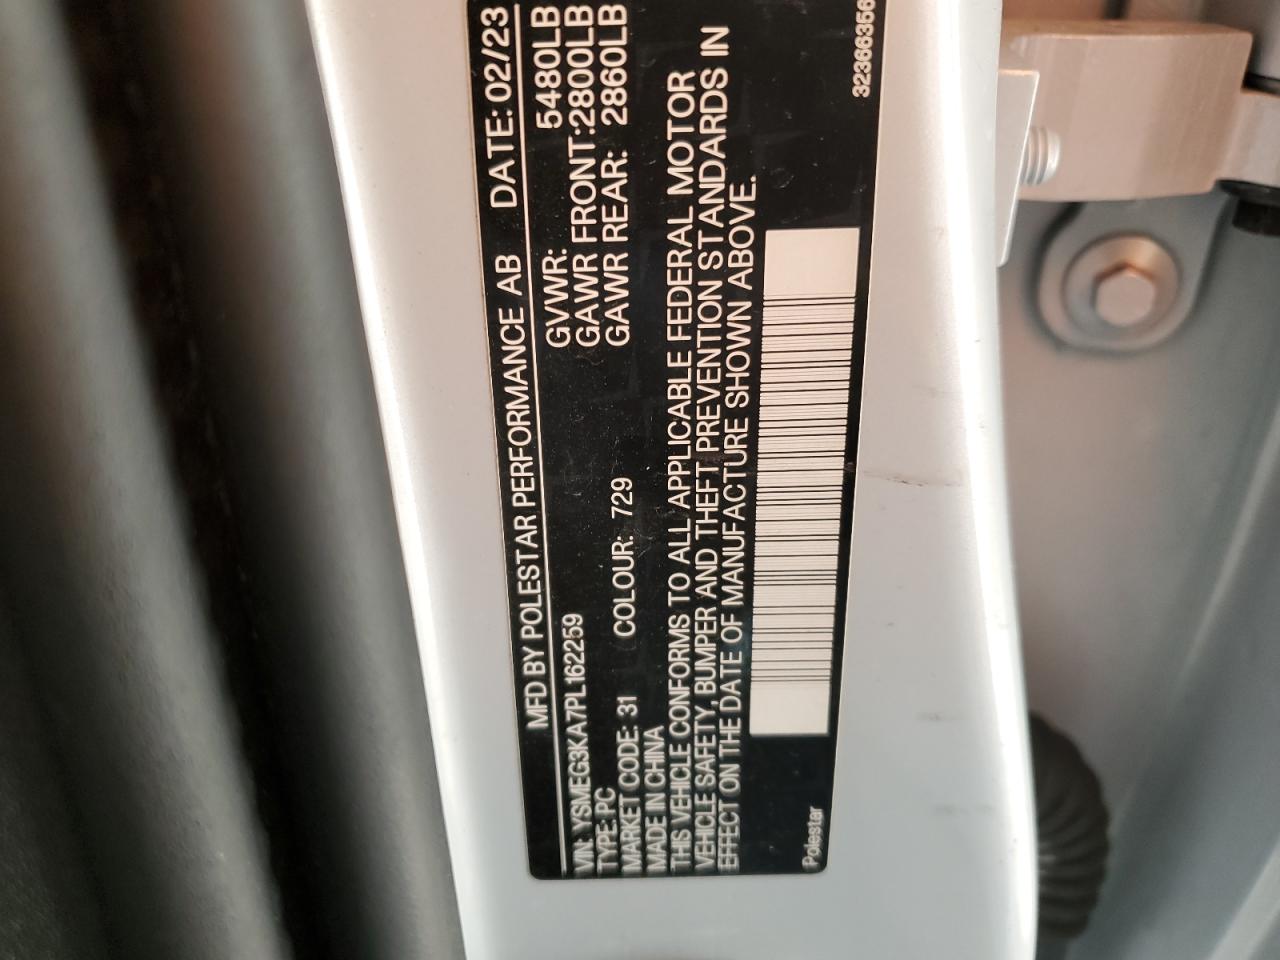 MFD BY POLESTAR PERFORMANCE AB DATE: 02/23
VIN: YSMEG3KA7PL162259 GVWR: 5480LB
TYPE: PC GAWR FRONT: 2800LB
MARKET CODE: 31 COLOUR: 729 GAWR REAR: 2860LB
MADE IN CHINA
THIS VEHICLE CONFORMS TO ALL APPLICABLE FEDERAL MOTOR
VEHICLE SAFETY, BUMPER AND THEFT PREVENTION STANDARDS IN
EFFECT ON THE DATE OF MANUFACTURE SHOWN ABOVE.
Polestar 32366356